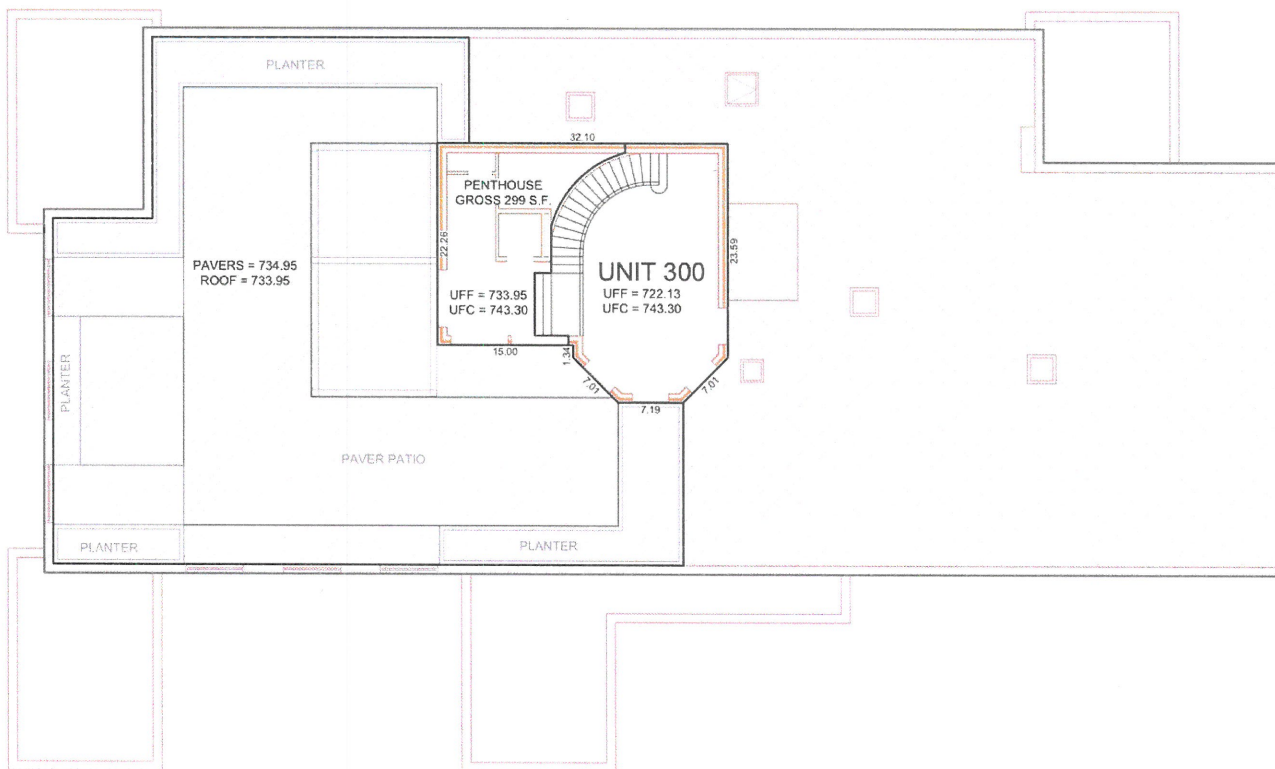 PLANTER
32.10
PENTHOUSE
GROSS 299 S.F.
22.26
23.59
PAVERS = 734.95
ROOF = 733.95
UNIT 300
UFF = 722.13
UFC = 743.30
UFF = 733.95
UFC = 743.30
15.00
1.34
7.01
7.19
7.01
PLANTER
PAVER PATIO
PLANTER
PLANTER